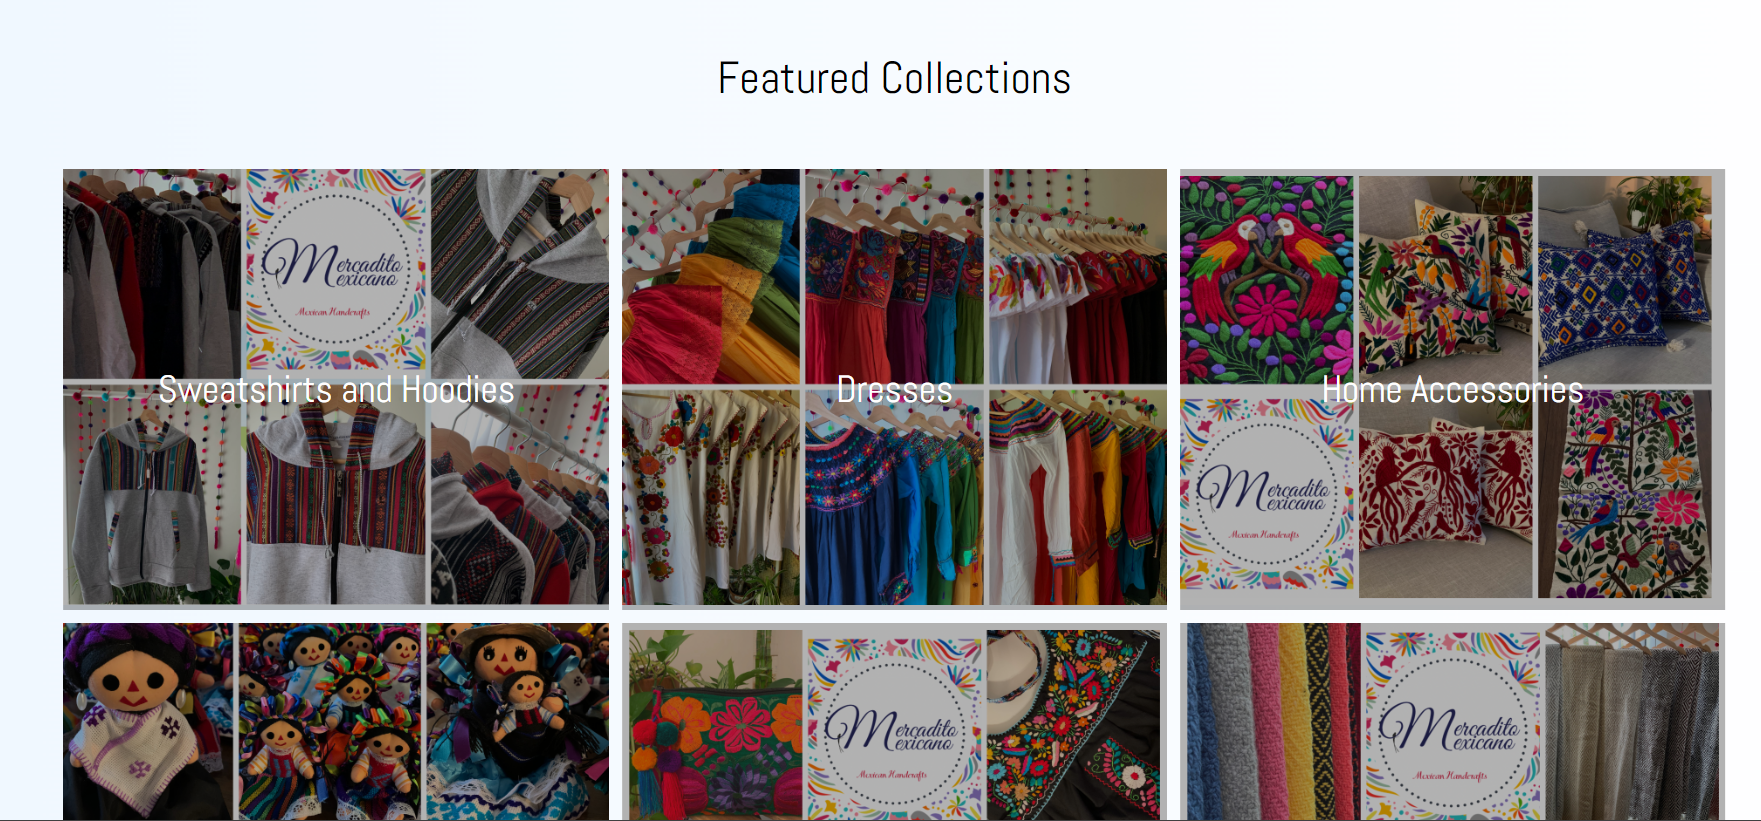 Featured Collections
Mercadito
Mexicano
Mexican Handcrafts
Sweatshirts and Hoodies
Dresses
Home Accessories
Mercadito
Mexicano
Mexican Handcrafts
Mercadito
Mexicano
Mexican Handcrafts
Mercadito
Mexicano
Mexican Handcrafts